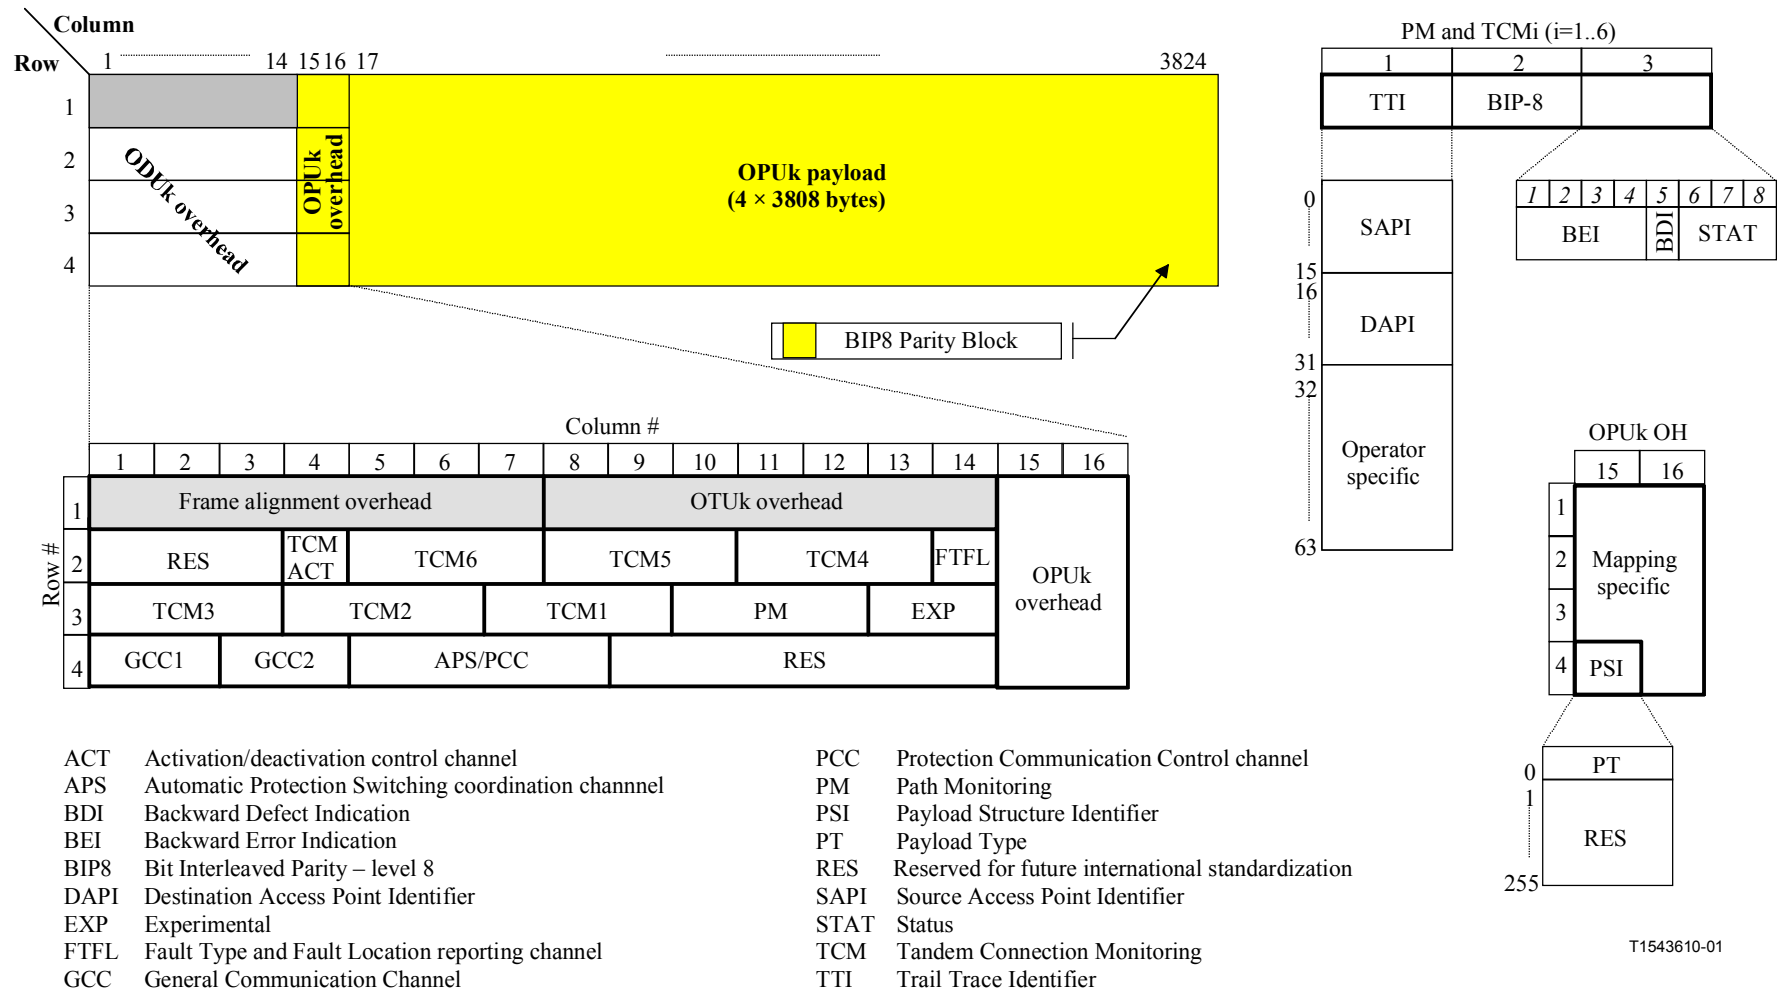 Column
Row 1 14 15 16 17 3824
1
2
3
4
ODUk overhead
OPUk overhead
OPUk payload
(4 × 3808 bytes)
BIP8 Parity Block
PM and TCMi (i=1..6)
1 2 3
TTI BIP-8
0
SAPI
15
16
DAPI
31
32
Operator
specific
63
1 2 3 4 5 6 7 8
BEI BDI STAT
Column #
1 2 3 4 5 6 7 8 9 10 11 12 13 14 15 16
Row #
1 Frame alignment overhead OTUk overhead
2 RES TCM ACT TCM6 TCM5 TCM4 FTFL
OPUk
overhead
3 TCM3 TCM2 TCM1 PM EXP
4 GCC1 GCC2 APS/PCC RES
OPUk OH
15 16
1
2
3
4
Mapping
specific
PSI
0 PT
1
RES
255
ACT Activation/deactivation control channel
APS Automatic Protection Switching coordination channnel
BDI Backward Defect Indication
BEI Backward Error Indication
BIP8 Bit Interleaved Parity – level 8
DAPI Destination Access Point Identifier
EXP Experimental
FTFL Fault Type and Fault Location reporting channel
GCC General Communication Channel
PCC Protection Communication Control channel
PM Path Monitoring
PSI Payload Structure Identifier
PT Payload Type
RES Reserved for future international standardization
SAPI Source Access Point Identifier
STAT Status
TCM Tandem Connection Monitoring
TTI Trail Trace Identifier
T1543610-01